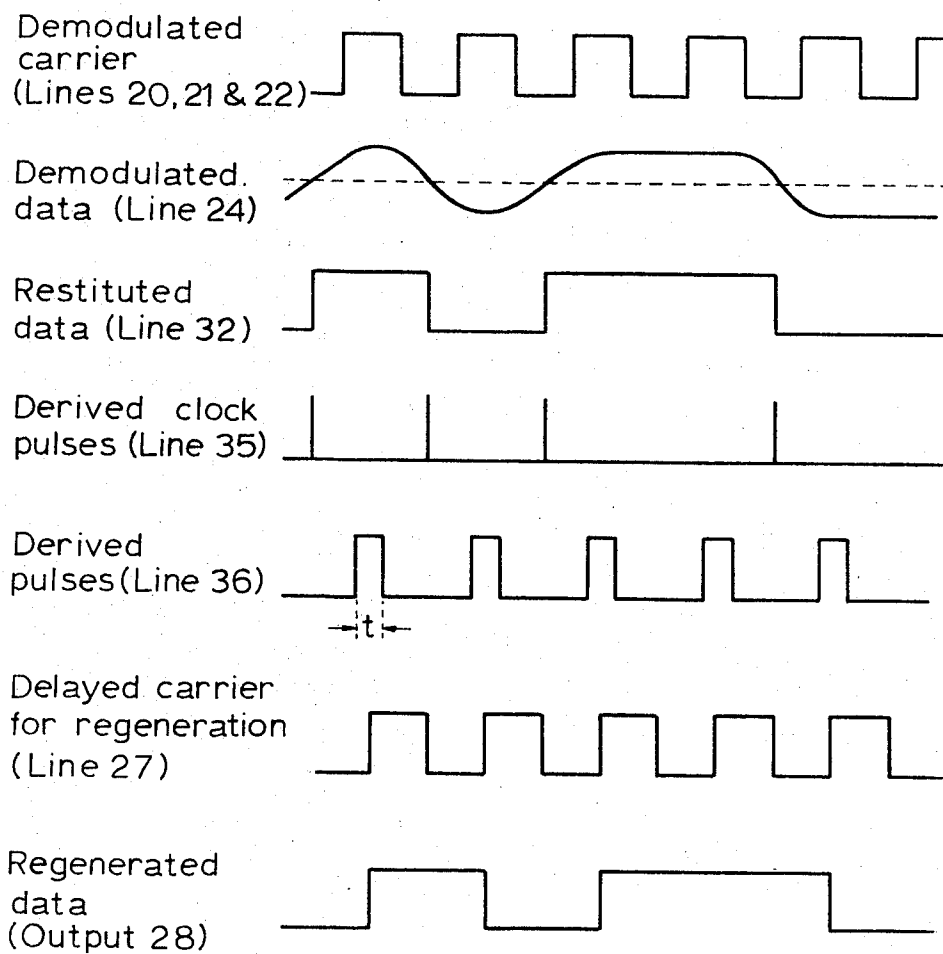 Demodulated
carrier
(Lines 20,21 & 22)
Demodulated.
data (Line 24)
Restituted
data (Line 32)
Derived clock
pulses (Line 35)
Derived
pulses (Line 36)
t
Delayed carrier
for regeneration
(Line 27)
Regenerated
data
(Output 28)